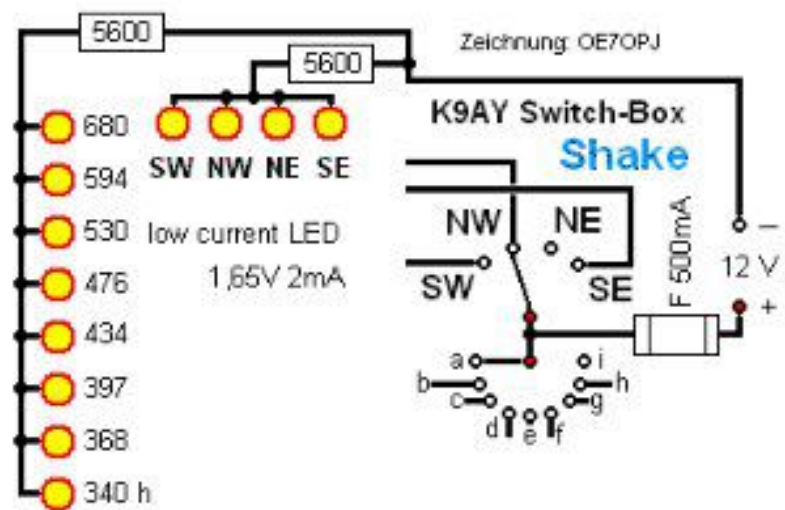 5600
5600
Zeichnung: OE7OPJ
K9AY Switch-Box
Shake
680
SW NW NE SE
594
530
low current LED
1,65V 2mA
476
434
397
368
340 h
NW
NE
SW
SE
F 500mA
–
12 V
+
a
i
b
h
c
g
d
e
f